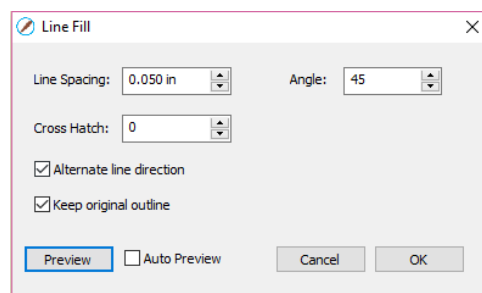 Line Fill
Line Spacing: 0.050 in Angle: 45
Cross Hatch: 0
Alternate line direction
Keep original outline
Preview Auto Preview Cancel OK